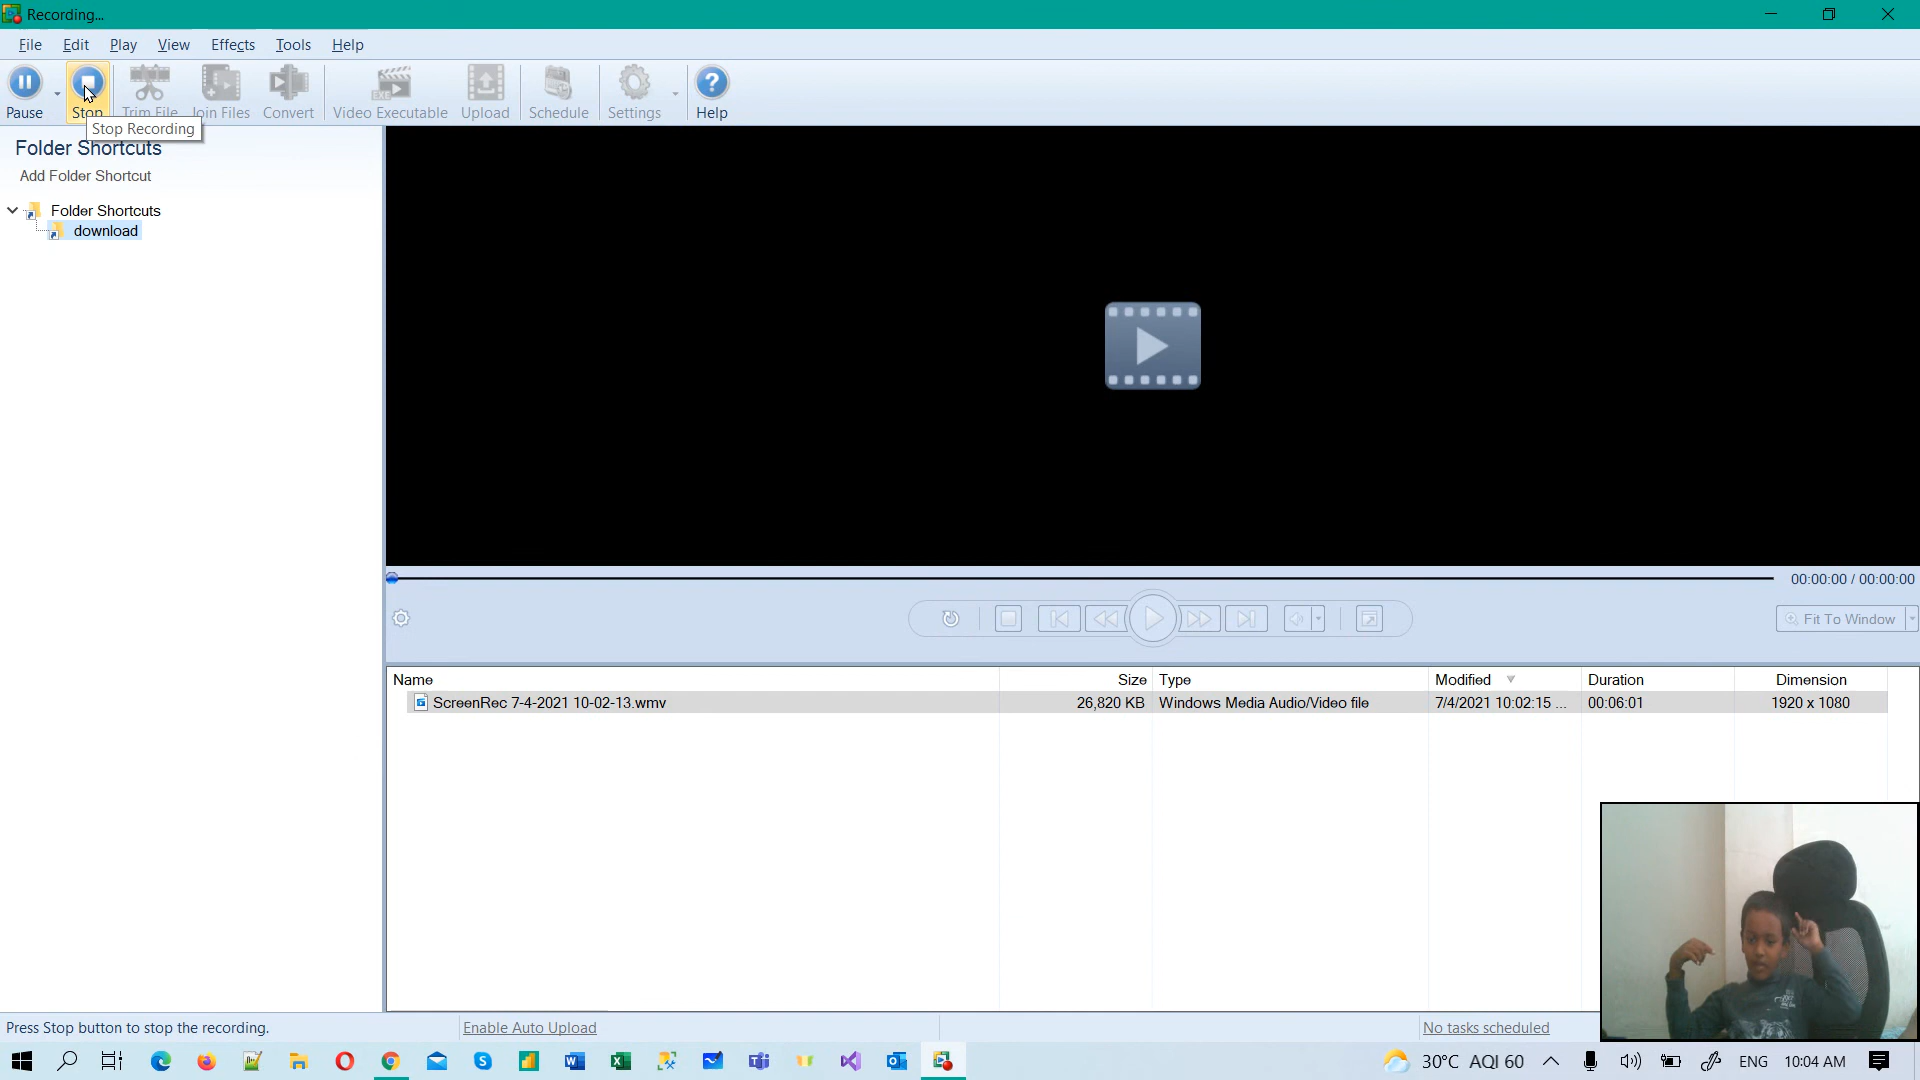 Recording...
File Edit Play View Effects Tools Help
Pause Stop Trim File Join Files Convert Video Executable Upload Schedule Settings Help
EXE
Stop Recording
Folder Shortcuts
Add Folder Shortcut
Folder Shortcuts
download
00:00:00 / 00:00:00
Fit To Window
Name Size Type Modified Duration Dimension
ScreenRec 7-4-2021 10-02-13.wmv 26,820 KB Windows Media Audio/Video file 7/4/2021 10:02:15 ... 00:06:01 1920 x 1080
Press Stop button to stop the recording. Enable Auto Upload No tasks scheduled
30°C AQI 60 ENG 10:04 AM